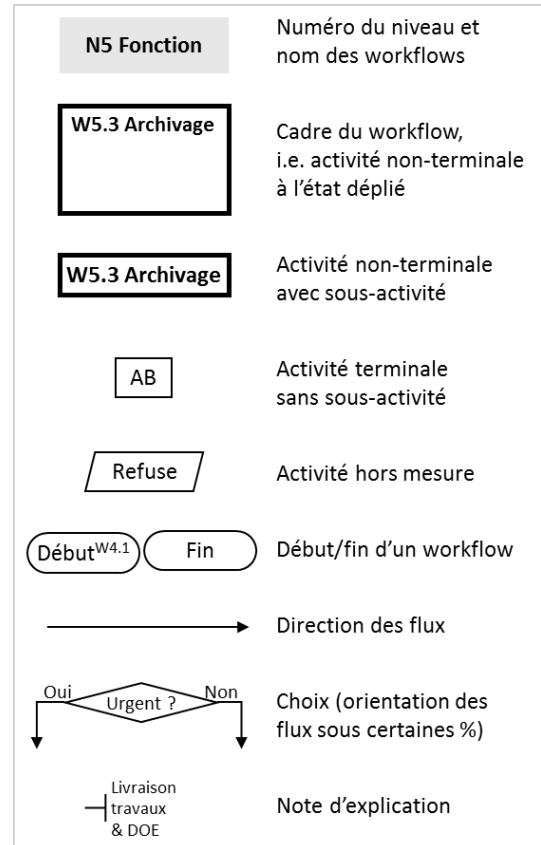 N5 Fonction
Numéro du niveau et
nom des workflows
W5.3 Archivage
Cadre du workflow,
i.e. activité non-terminale
à l’état déplié
W5.3 Archivage
Activité non-terminale
avec sous-activité
AB
Activité terminale
sans sous-activité
Refuse
Activité hors mesure
Début^W4.1
Fin
Début/fin d’un workflow
Direction des flux
Oui
Urgent ?
Non
Choix (orientation des
flux sous certaines %)
Livraison
travaux
& DOE
Note d’explication